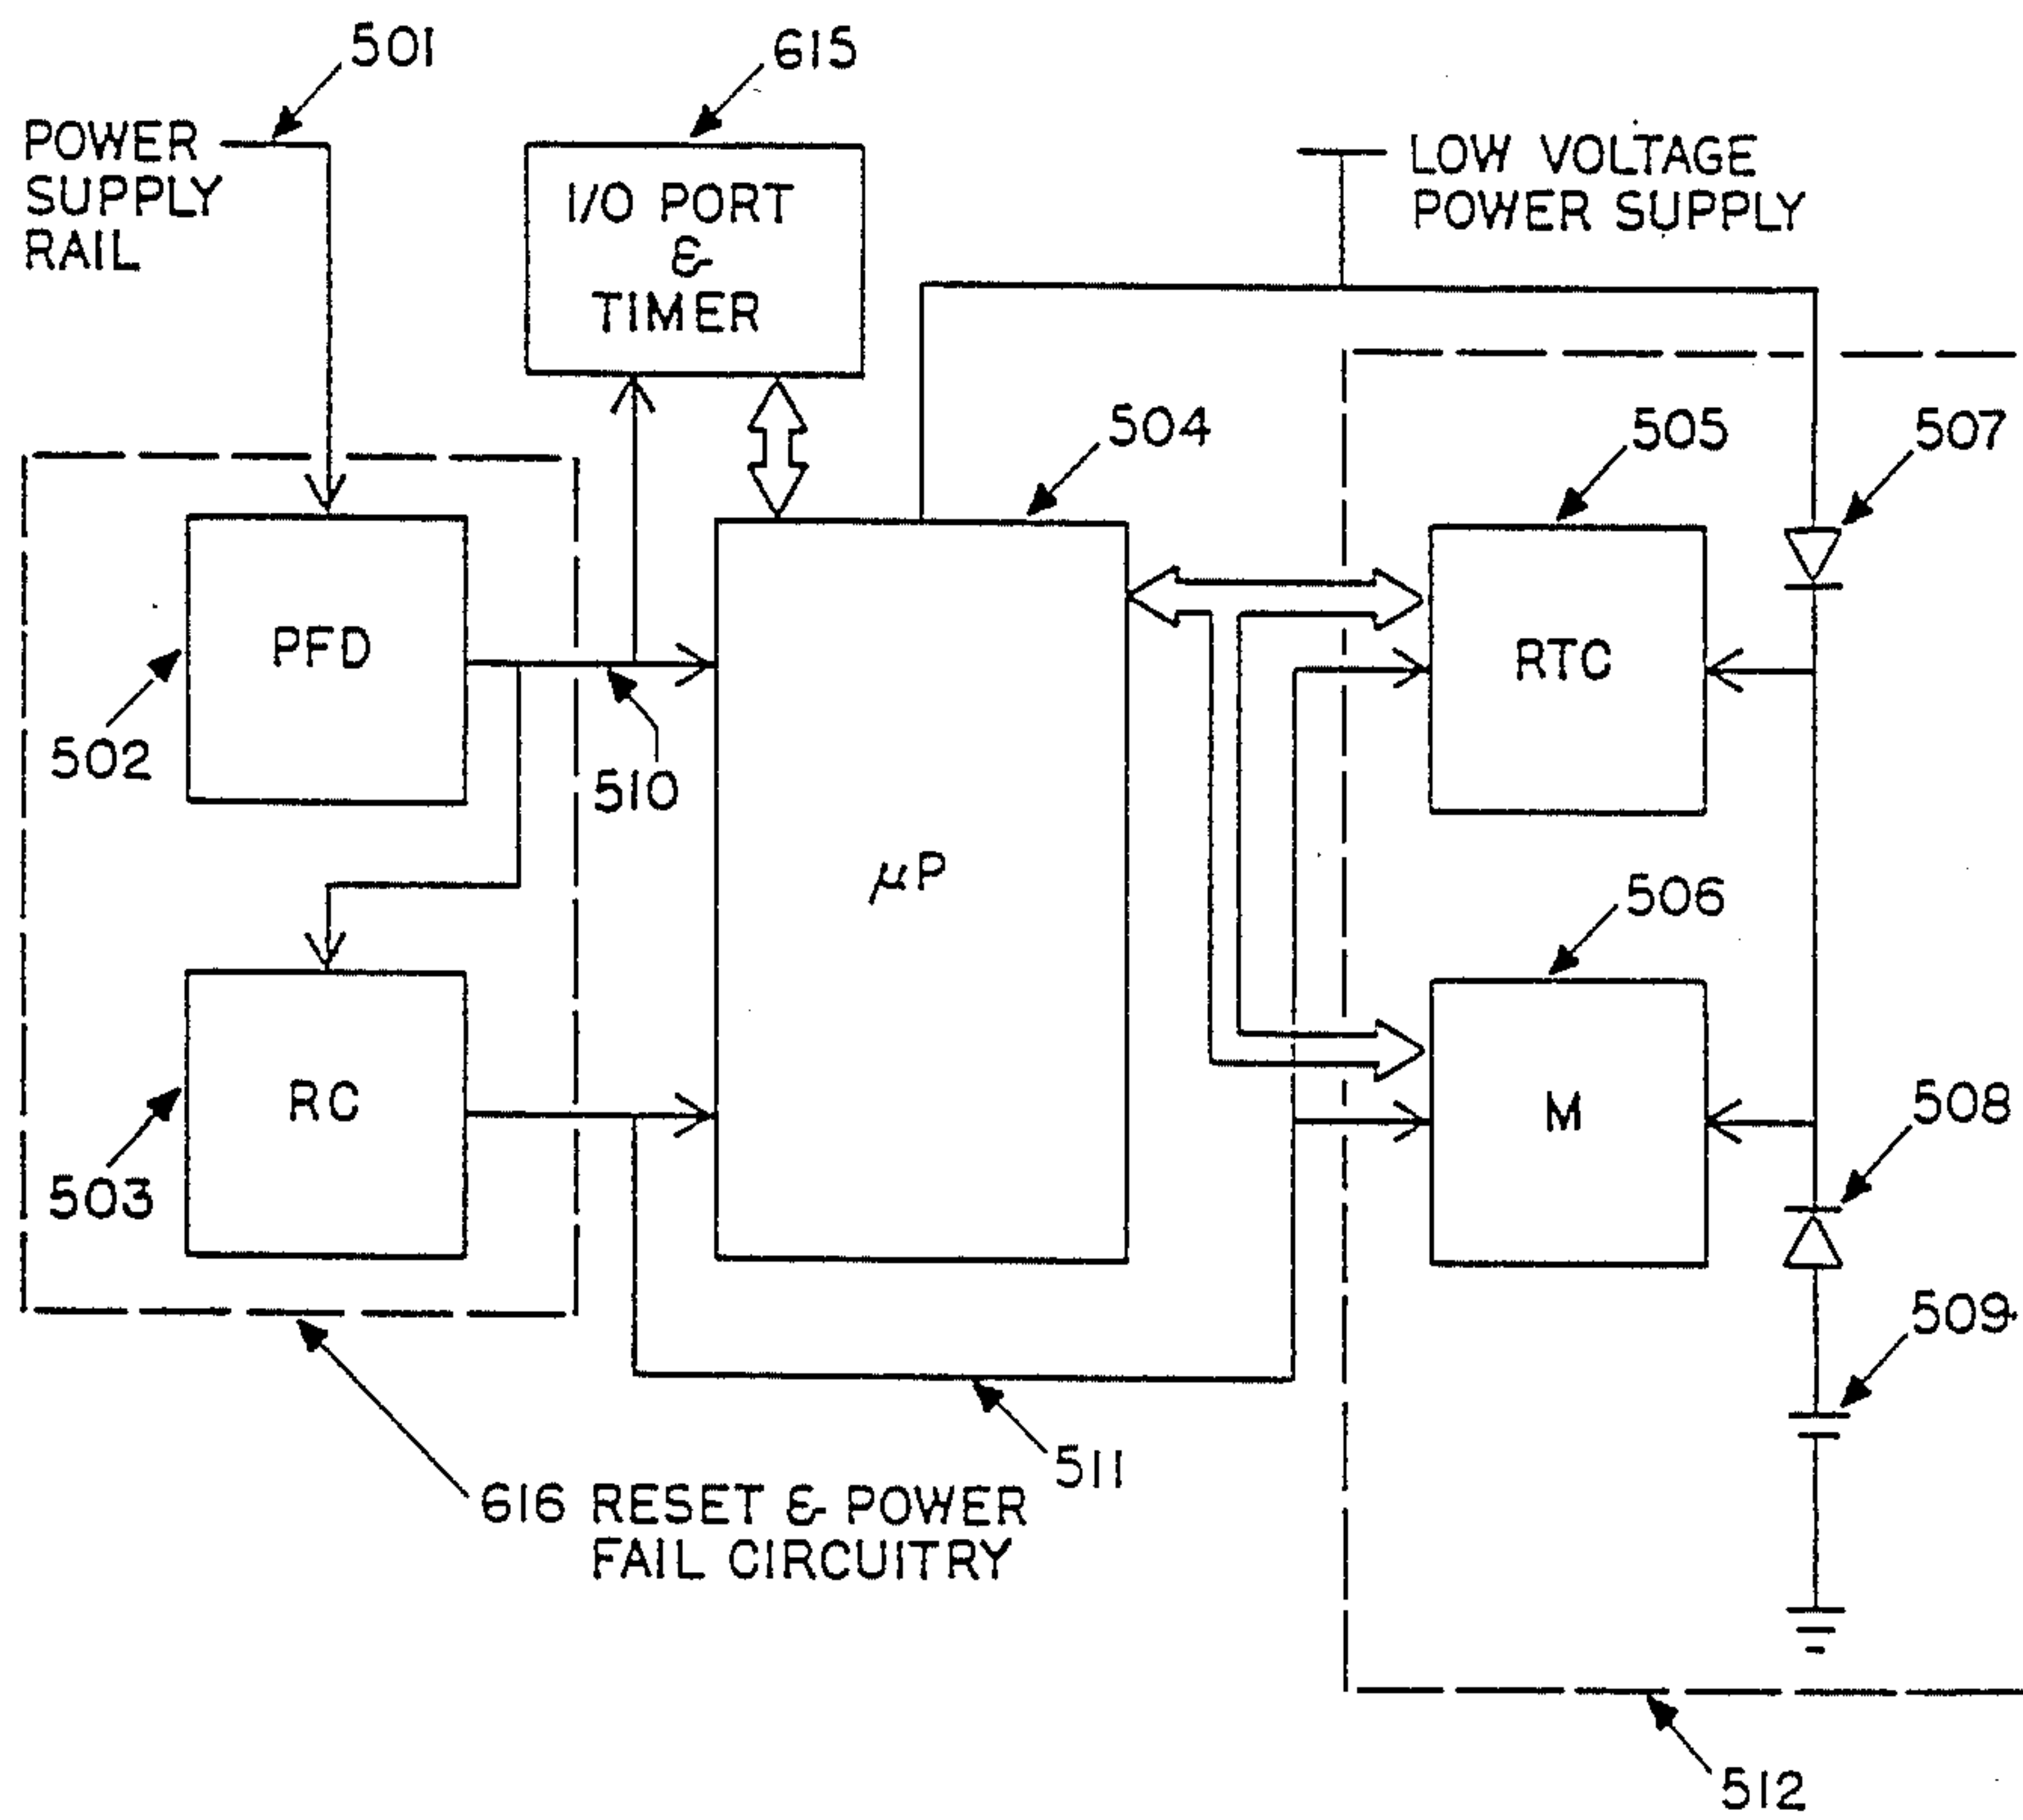 501
615
POWER
SUPPLY
RAIL
I/O PORT
&
TIMER
LOW VOLTAGE
POWER SUPPLY
504
505
507
PFD
RTC
502
510
μP
506
RC
M
508
503
509
511
616 RESET & POWER
FAIL CIRCUITRY
512